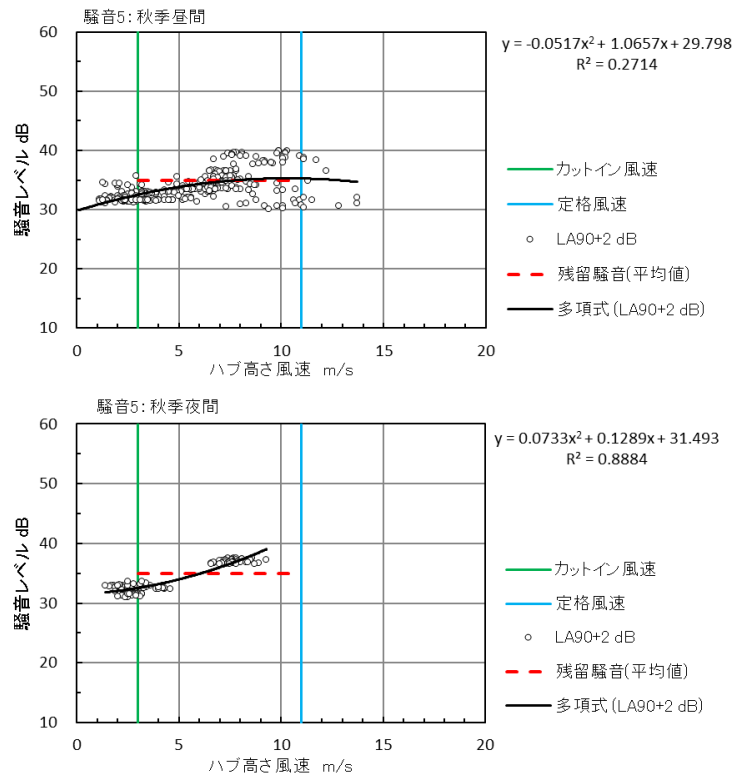 騒音5：秋季昼間
60
50
40
30
20
10
0
5
10
15
20
騒音レベル dB
ハブ高さ風速 m/s
y = -0.0517x² + 1.0657x + 29.798
R² = 0.2714
カットイン風速
定格風速
LA90+2 dB
残留騒音(平均値)
多項式 (LA90+2 dB)
騒音5：秋季夜間
60
50
40
30
20
10
0
5
10
15
20
騒音レベル dB
ハブ高さ風速 m/s
y = 0.0733x² + 0.1289x + 31.493
R² = 0.8884
カットイン風速
定格風速
LA90+2 dB
残留騒音(平均値)
多項式 (LA90+2 dB)